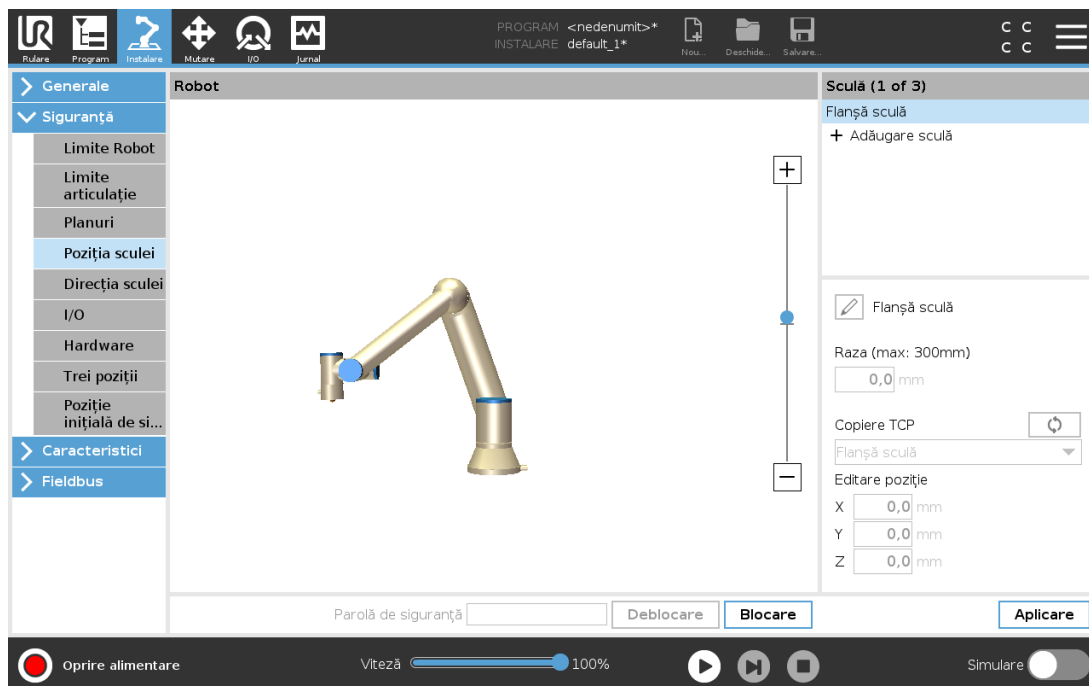 PROGRAM <nedenumit>*
INSTALARE default_1*
Rulare Program Instalare Mutare I/O Jurnal
Nou... Deschide... Salvare...
C C
C C
Generale
Siguranță
Limite Robot
Limite
articulație
Planuri
Poziția sculei
Direcția sculei
I/O
Hardware
Trei poziții
Poziție
inițială de si...
Caracteristici
Fieldbus
Robot
Sculă (1 of 3)
Flanșă sculă
+ Adăugare sculă
Flanșă sculă
Raza (max: 300mm)
0,0 mm
Copiere TCP
Flanșă sculă
Editare poziție
X 0,0 mm
Y 0,0 mm
Z 0,0 mm
Parolă de siguranță Deblocare Blocare Aplicare
Oprire alimentare Viteză 100% Simulare